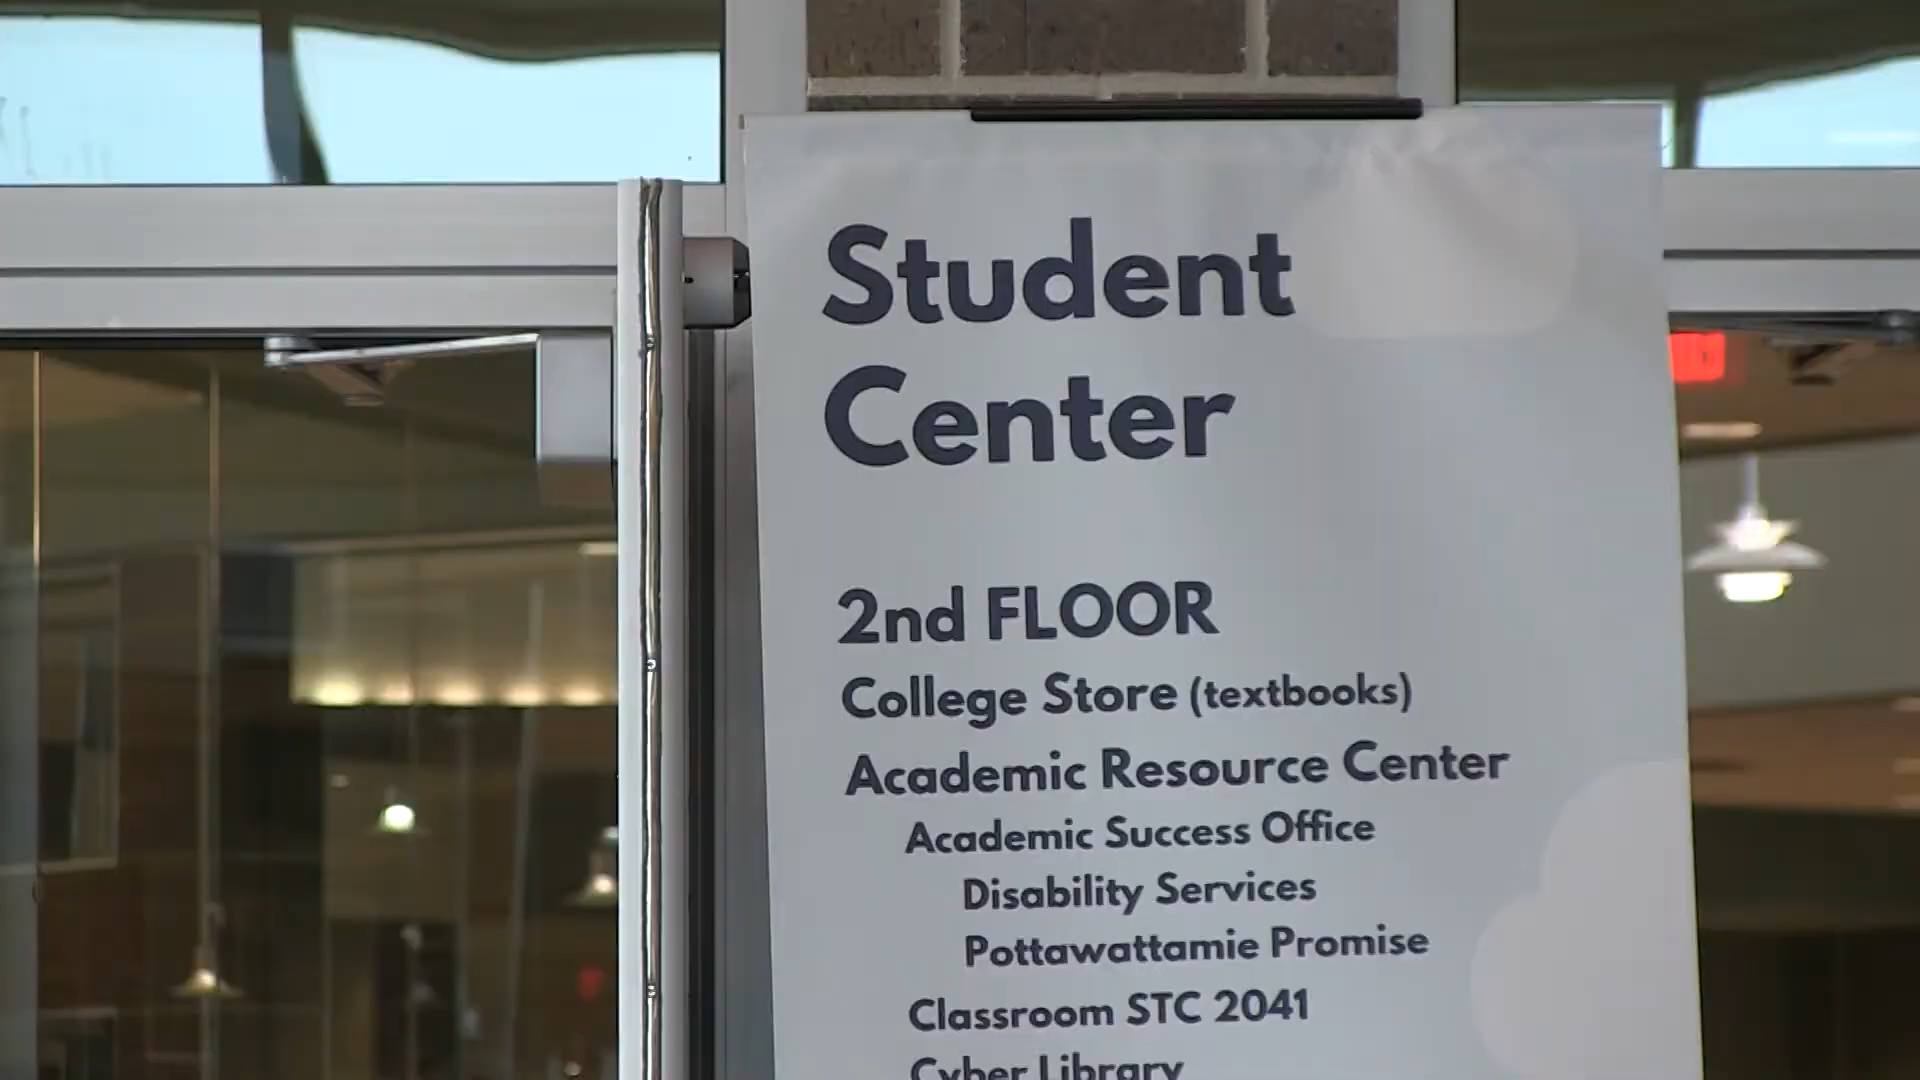 Student
Center
2nd FLOOR
College Store (textbooks)
Academic Resource Center
Academic Success Office
Disability Services
Pottawattamie Promise
Classroom STC 2041
Cyber Library